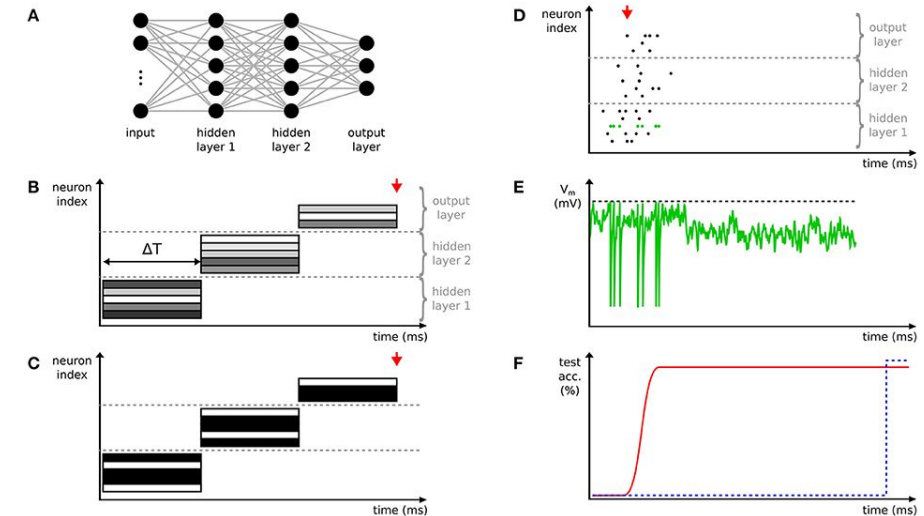 A
input
hidden
layer 1
hidden
layer 2
output
layer
B
neuron
index
ΔT
output
layer
hidden
layer 2
hidden
layer 1
time (ms)
C
neuron
index
time (ms)
D
neuron
index
output
layer
hidden
layer 2
hidden
layer 1
time (ms)
E
Vm
(mV)
time (ms)
F
test
acc.
(%)
time (ms)